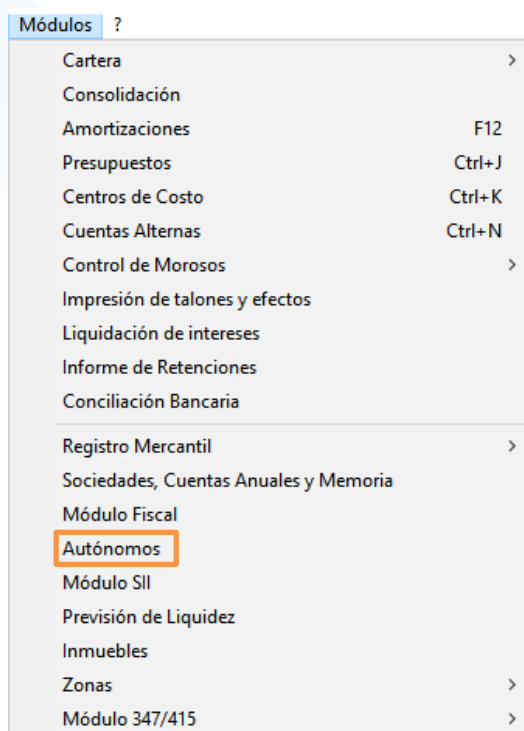 Módulos ?
Cartera >
Consolidación
Amortizaciones F12
Presupuestos Ctrl+J
Centros de Costo Ctrl+K
Cuentas Alternas Ctrl+N
Control de Morosos >
Impresión de talones y efectos
Liquidación de intereses
Informe de Retenciones
Conciliación Bancaria
Registro Mercantil >
Sociedades, Cuentas Anuales y Memoria
Módulo Fiscal
Autónomos
Módulo SII
Previsión de Liquidez
Inmuebles
Zonas >
Módulo 347/415 >